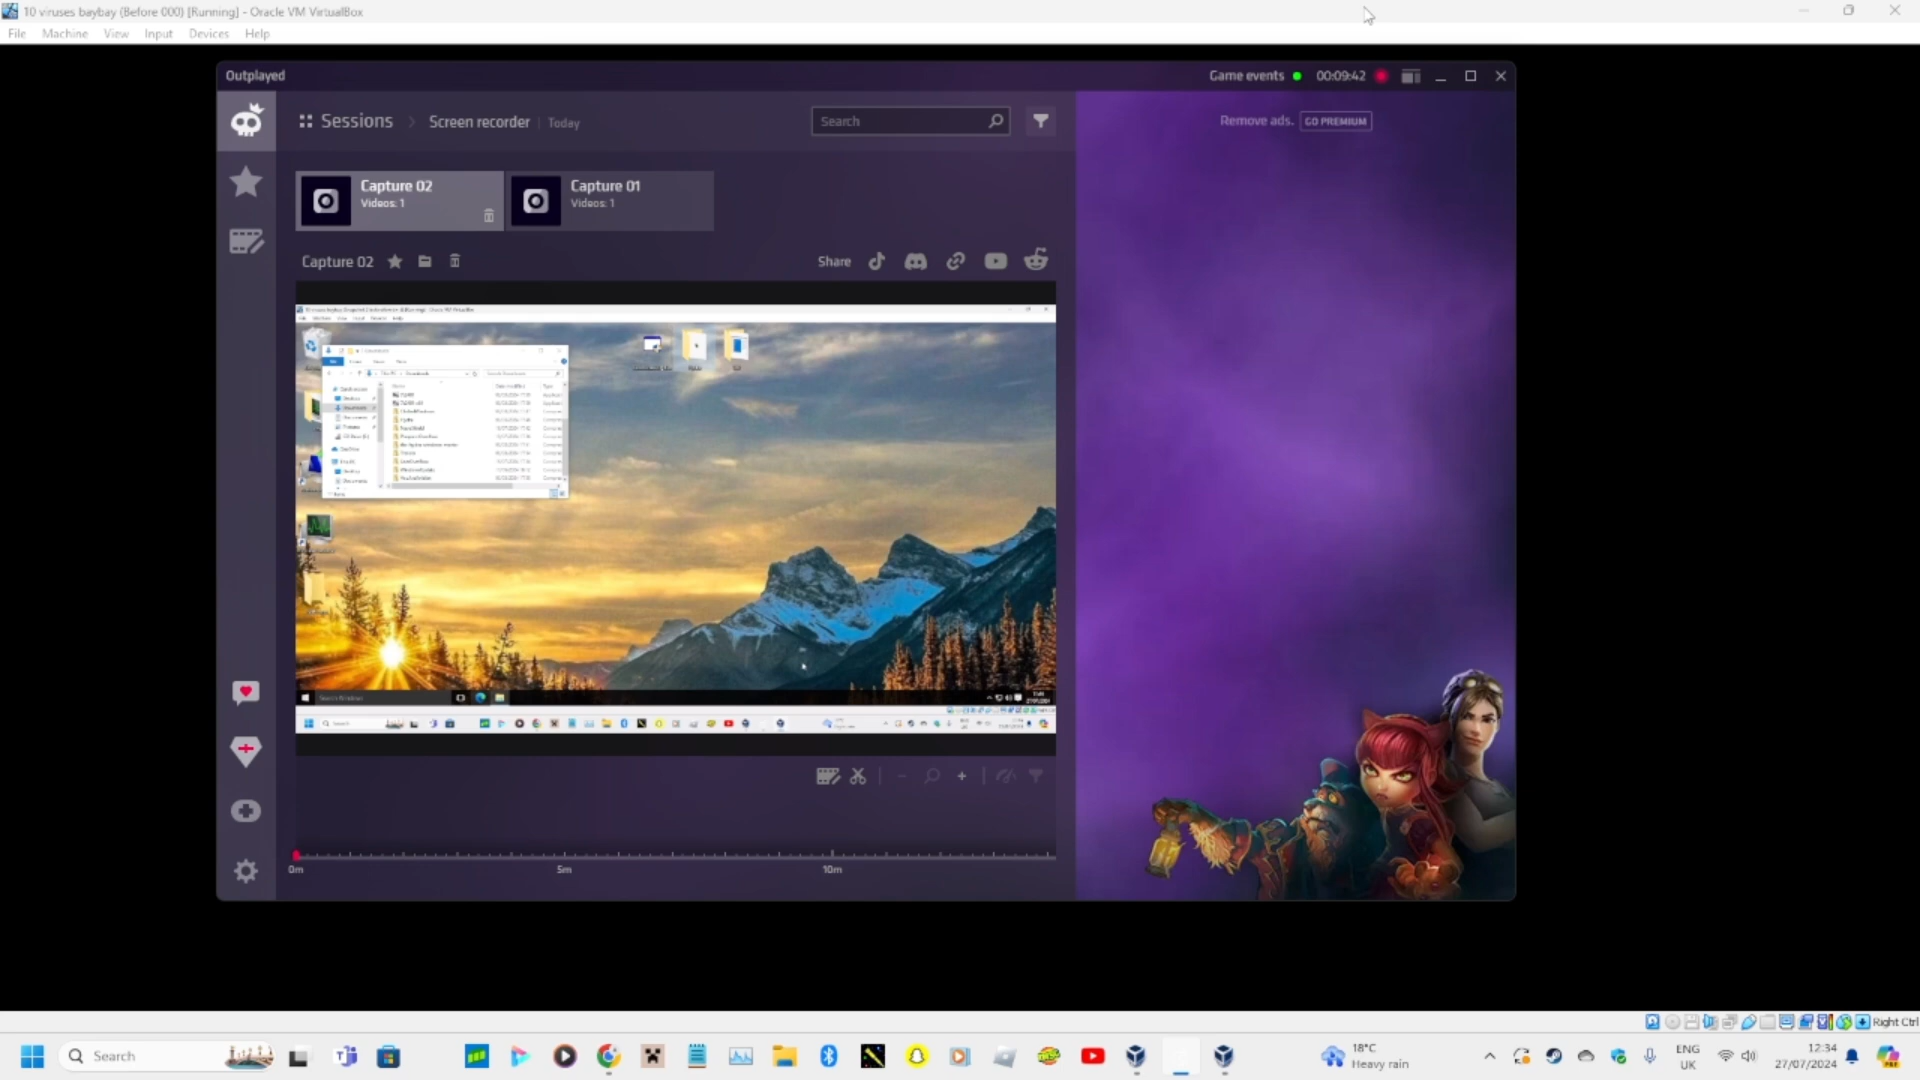 10 viruses baybay (Before 000) [Running] - Oracle VM VirtualBox
File Machine View Input Devices Help
Outplayed
Game events 00:09:42
Sessions > Screen recorder | Today
Search
Remove ads. GO PREMIUM
Capture 02
Videos: 1
Capture 01
Videos: 1
Capture 02
Share
0m 5m 10m
Right Ctrl
Search
18°C
Heavy rain
ENG
UK
12:34
27/07/2024